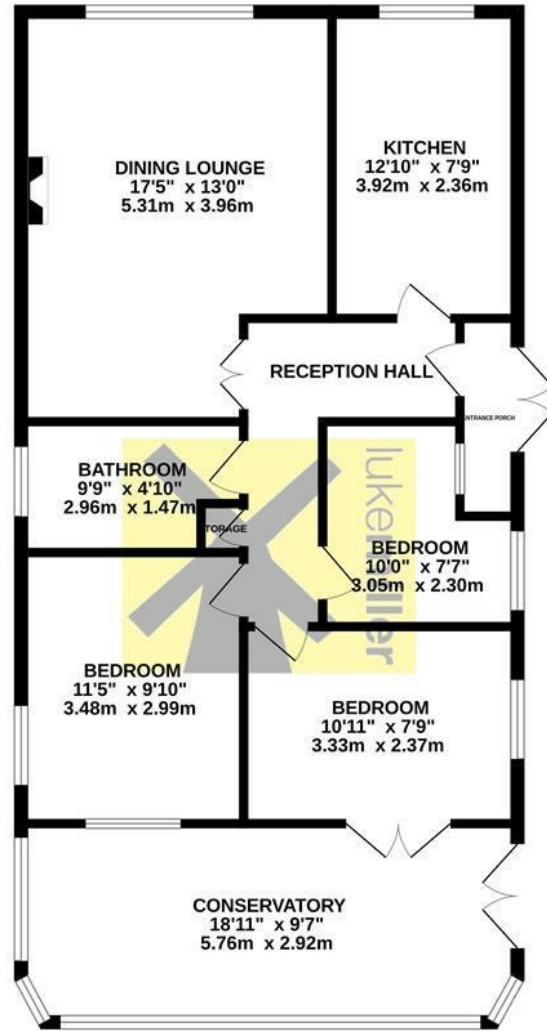 DINING LOUNGE
17'5" x 13'0"
5.31m x 3.96m
KITCHEN
12'10" x 7'9"
3.92m x 2.36m
RECEPTION HALL
ENTRANCE PORCH
BATHROOM
9'9" x 4'10"
2.96m x 1.47m
STORAGE
lukemiller
BEDROOM
10'0" x 7'7"
3.05m x 2.30m
BEDROOM
11'5" x 9'10"
3.48m x 2.99m
BEDROOM
10'11" x 7'9"
3.33m x 2.37m
CONSERVATORY
18'11" x 9'7"
5.76m x 2.92m